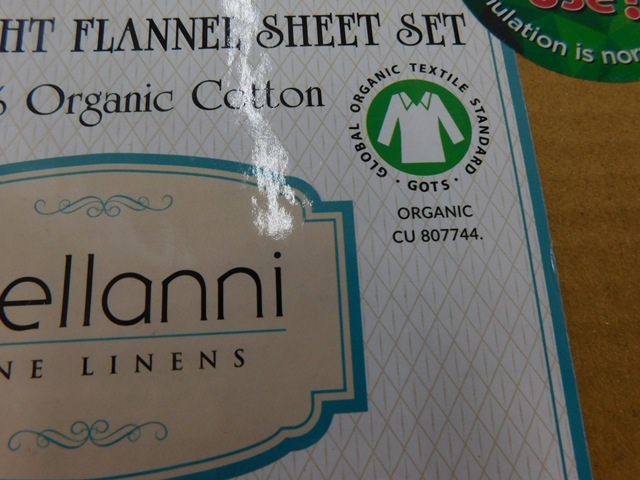 HT FLANNEL SHEET SET
Organic Cotton
GLOBAL ORGANIC TEXTILE STANDARD
· GOTS ·
ORGANIC
CU 807744.
ellanni
NE LINENS
ulation is non